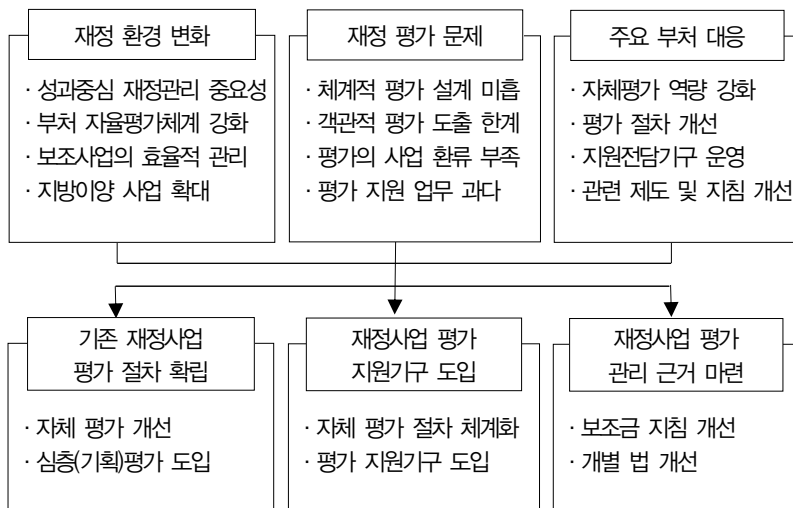 재정 환경 변화
· 성과중심 재정관리 중요성
· 부처 자율평가체계 강화
· 보조사업의 효율적 관리
· 지방이양 사업 확대
재정 평가 문제
· 체계적 평가 설계 미흡
· 객관적 평가 도출 한계
· 평가의 사업 환류 부족
· 평가 지원 업무 과다
주요 부처 대응
· 자체평가 역량 강화
· 평가 절차 개선
· 지원전담기구 운영
· 관련 제도 및 지침 개선
기존 재정사업
평가 절차 확립
· 자체 평가 개선
· 심층(기획)평가 도입
재정사업 평가
지원기구 도입
· 자체 평가 절차 체계화
· 평가 지원기구 도입
재정사업 평가
관리 근거 마련
· 보조금 지침 개선
· 개별 법 개선